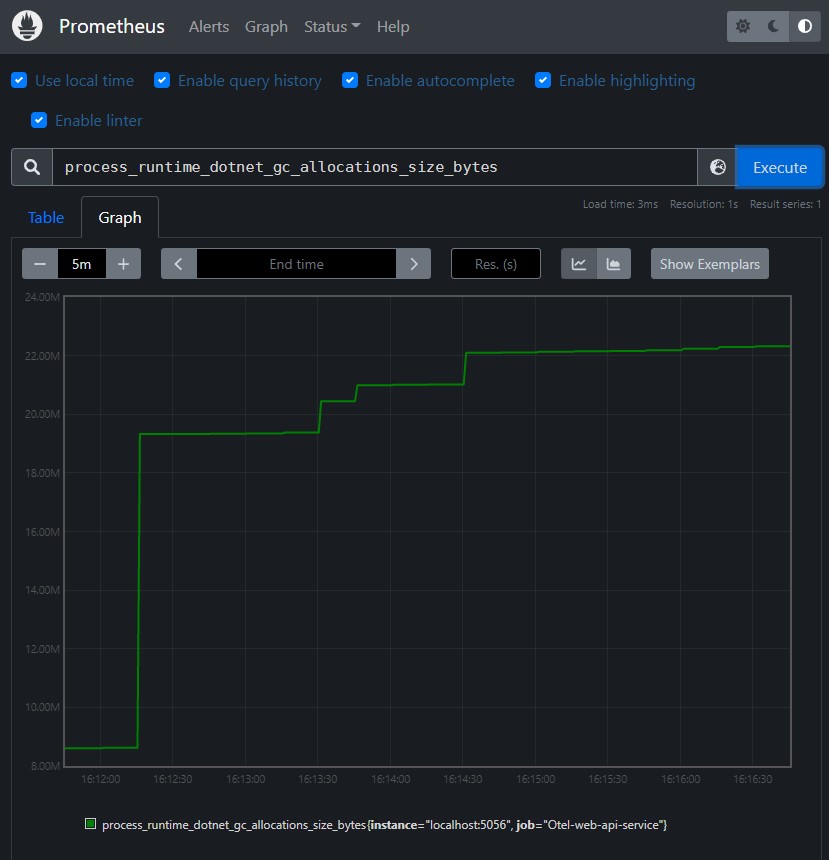 Prometheus Alerts Graph Status Help
Use local time Enable query history Enable autocomplete Enable highlighting
Enable linter
process_runtime_dotnet_gc_allocations_size_bytes Execute
Load time: 3ms Resolution: 1s Result series: 1
Table Graph
5m End time Res. (s) Show Exemplars
24.00M
22.00M
20.00M
18.00M
16.00M
14.00M
12.00M
10.00M
8.00M
16:12:00 16:12:30 16:13:00 16:13:30 16:14:00 16:14:30 16:15:00 16:15:30 16:16:00 16:16:30
process_runtime_dotnet_gc_allocations_size_bytes{instance="localhost:5056", job="Otel-web-api-service"}